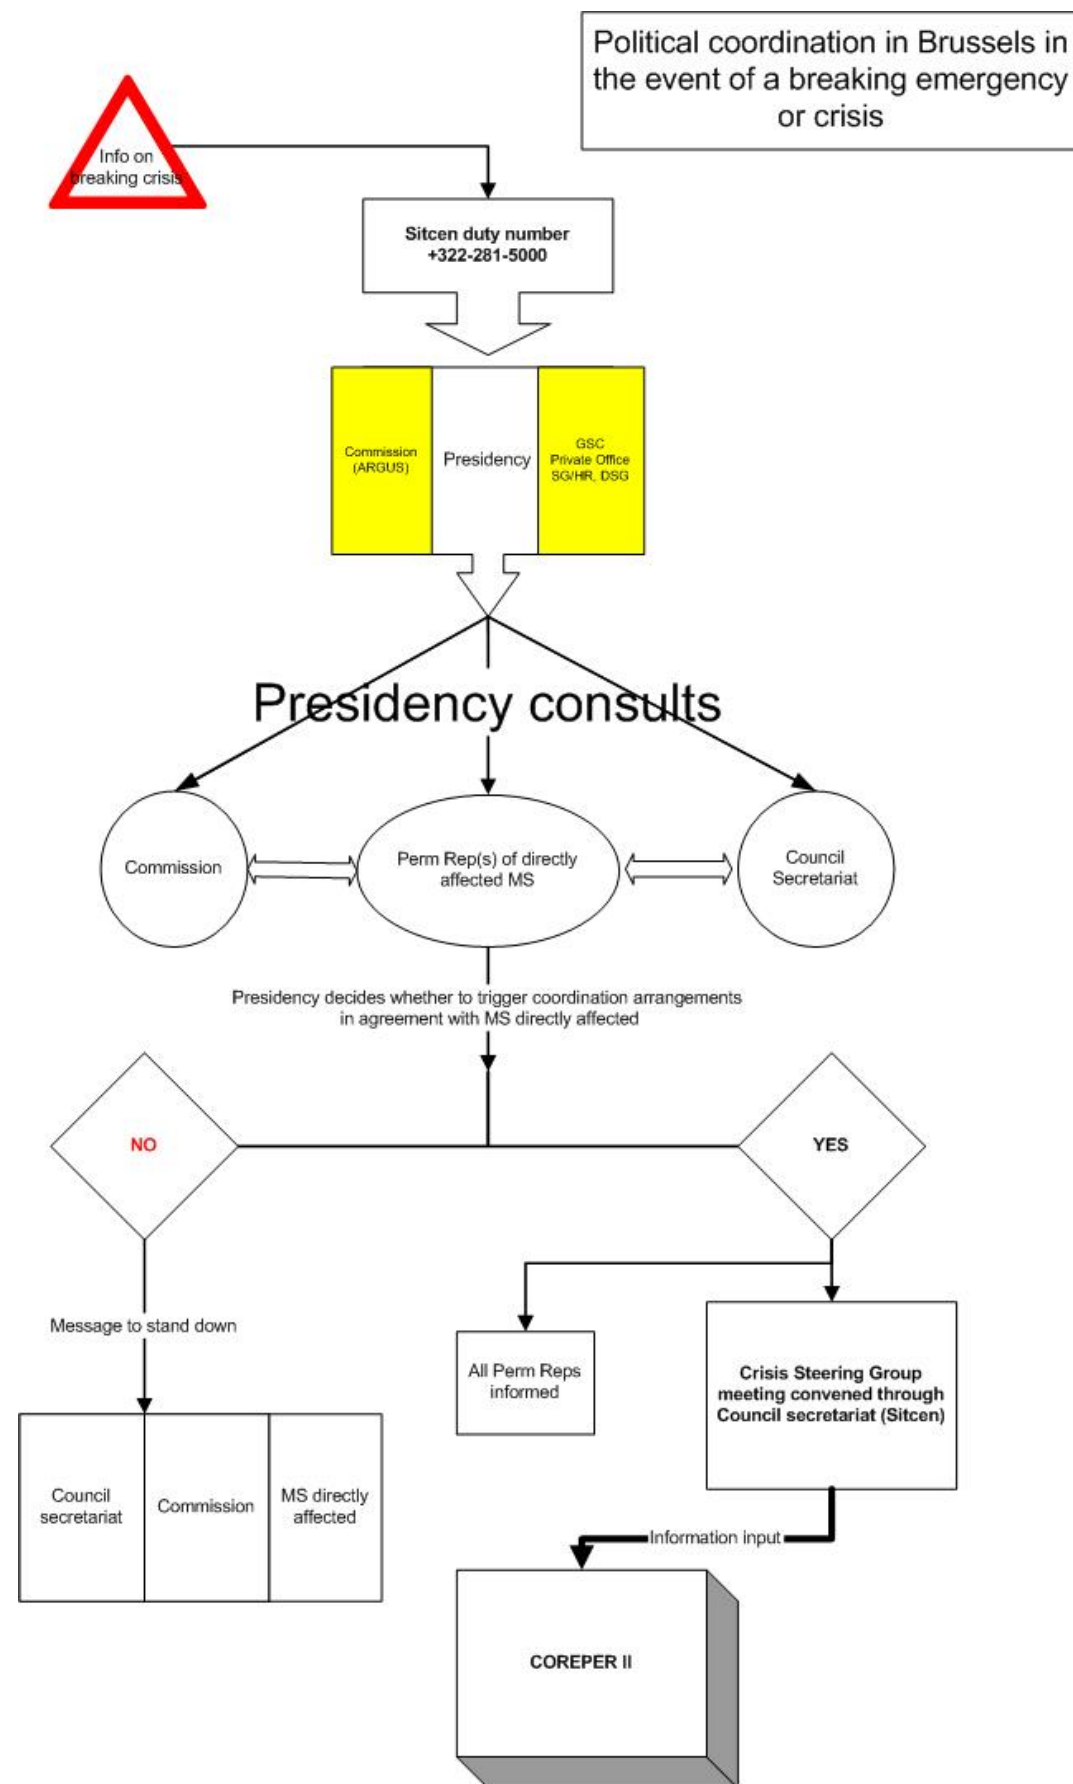 Political coordination in Brussels in
the event of a breaking emergency
or crisis
Info on
breaking crisis
Sitcen duty number
+322-281-5000
Commission
(ARGUS)
Presidency
GSC
Private Office
SG/HR, DSG
Presidency consults
Commission
Perm Rep(s) of directly
affected MS
Council
Secretariat
Presidency decides whether to trigger coordination arrangements
in agreement with MS directly affected
NO
YES
Message to stand down
All Perm Reps
informed
Crisis Steering Group
meeting convened through
Council secretariat (Sitcen)
Council
secretariat
Commission
MS directly
affected
Information input
COREPER II